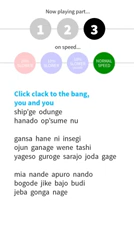 Now playing part...
1 2 3
on speed...
NORMAL
SPEED
Click clack to the bang,
you and you
ship'ge odunge
hanado op'sume nu
gansa hane ni insegi
ojun ganage wene tashi
yageso guroge sarajo joda gage
mia nande apuro nando
bogode jike bajo budi
jeba gonga nage